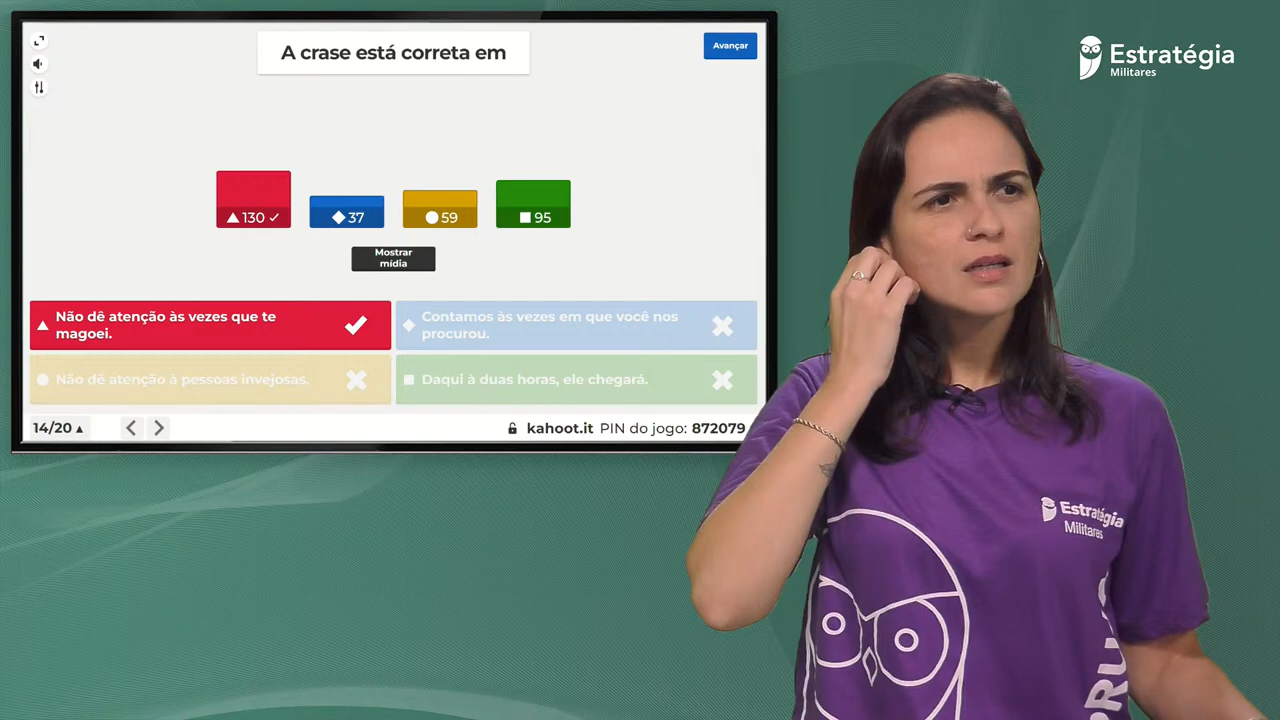 A crase está correta em
Avançar
Estratégia
Militares
130
37
59
95
Mostrar
mídia
Não dê atenção às vezes que te
magoei.
Contamos às vezes em que você nos
procurou.
Não dê atenção à pessoas invejosas.
Daqui à duas horas, ele chegará.
14/20
kahoot.it PIN do jogo: 872079
Estratégia
Militares